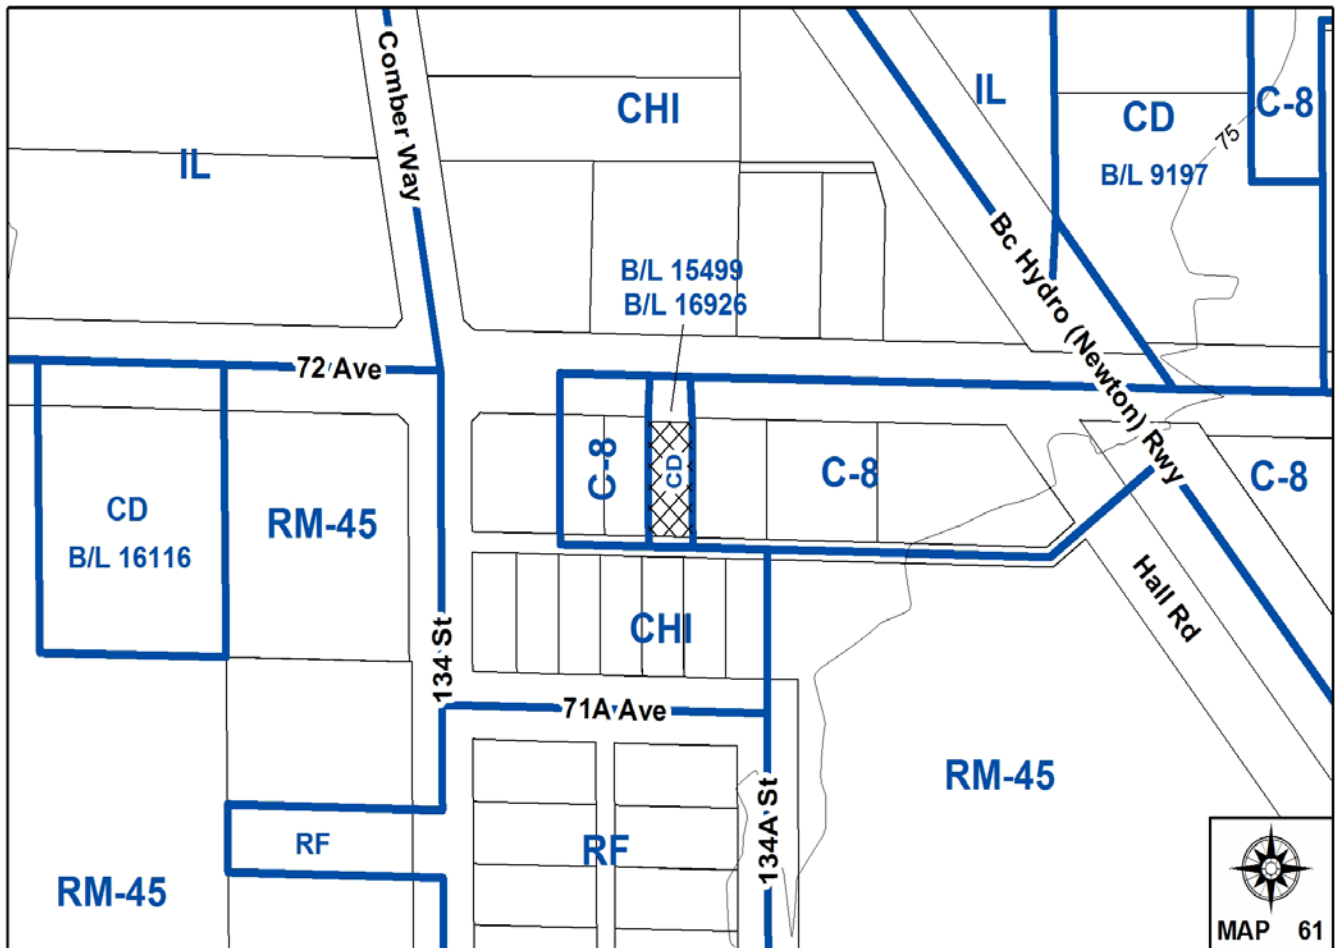 Comber Way
IL
CHI
IL
CD
B/L 9197
C-8
75
B/L 15499
B/L 16926
Bc Hydro (Newton) Rwy
72 Ave
C-8
CD
C-8
C-8
CD
B/L 16116
RM-45
134 St
CHI
Hall Rd
71A Ave
RM-45
134A St
RF
RF
RM-45
MAP 61